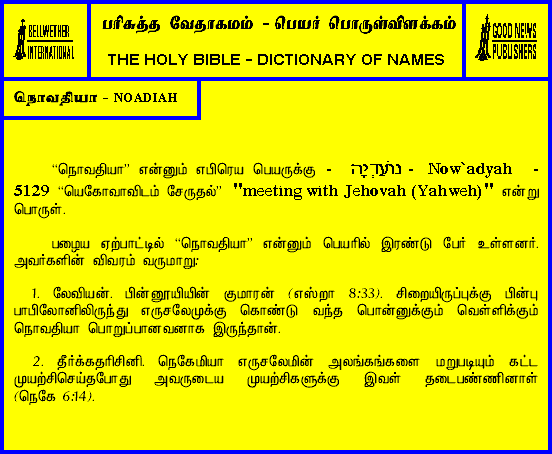 BELLWETHER
INTERNATIONAL
பரிசுத்த வேதாகமம் - பெயர் பொருள்விளக்கம்
THE HOLY BIBLE - DICTIONARY OF NAMES
GOOD NEWS
PUBLISHERS
நொவதியா - NOADIAH
“நொவதியா” என்னும் எபிரெய பெயருக்கு - נוֹעַדְיָה - Now`adyah -
5129 “யெகோவாவிடம் சேருதல்” "meeting with Jehovah (Yahweh)" என்று
பொருள்.
பழைய ஏற்பாட்டில் “நொவதியா” என்னும் பெயரில் இரண்டு பேர் உள்ளனர்.
அவர்களின் விவரம் வருமாறு:
1. லேவியன். பின்னூயியின் குமாரன் (எஸ்றா 8:33). சிறையிருப்புக்கு பின்பு
பாபிலோனிலிருந்து எருசலேமுக்கு கொண்டு வந்த பொன்னுக்கும் வெள்ளிக்கும்
நொவதியா பொறுப்பானவனாக இருந்தான்.
2. தீர்க்கதரிசினி. நெகேமியா எருசலேமின் அலங்கங்களை மறுபடியும் கட்ட
முயற்சிசெய்தபோது அவருடைய முயற்சிகளுக்கு இவள் தடைபண்ணினாள்
(நெகே 6:14).